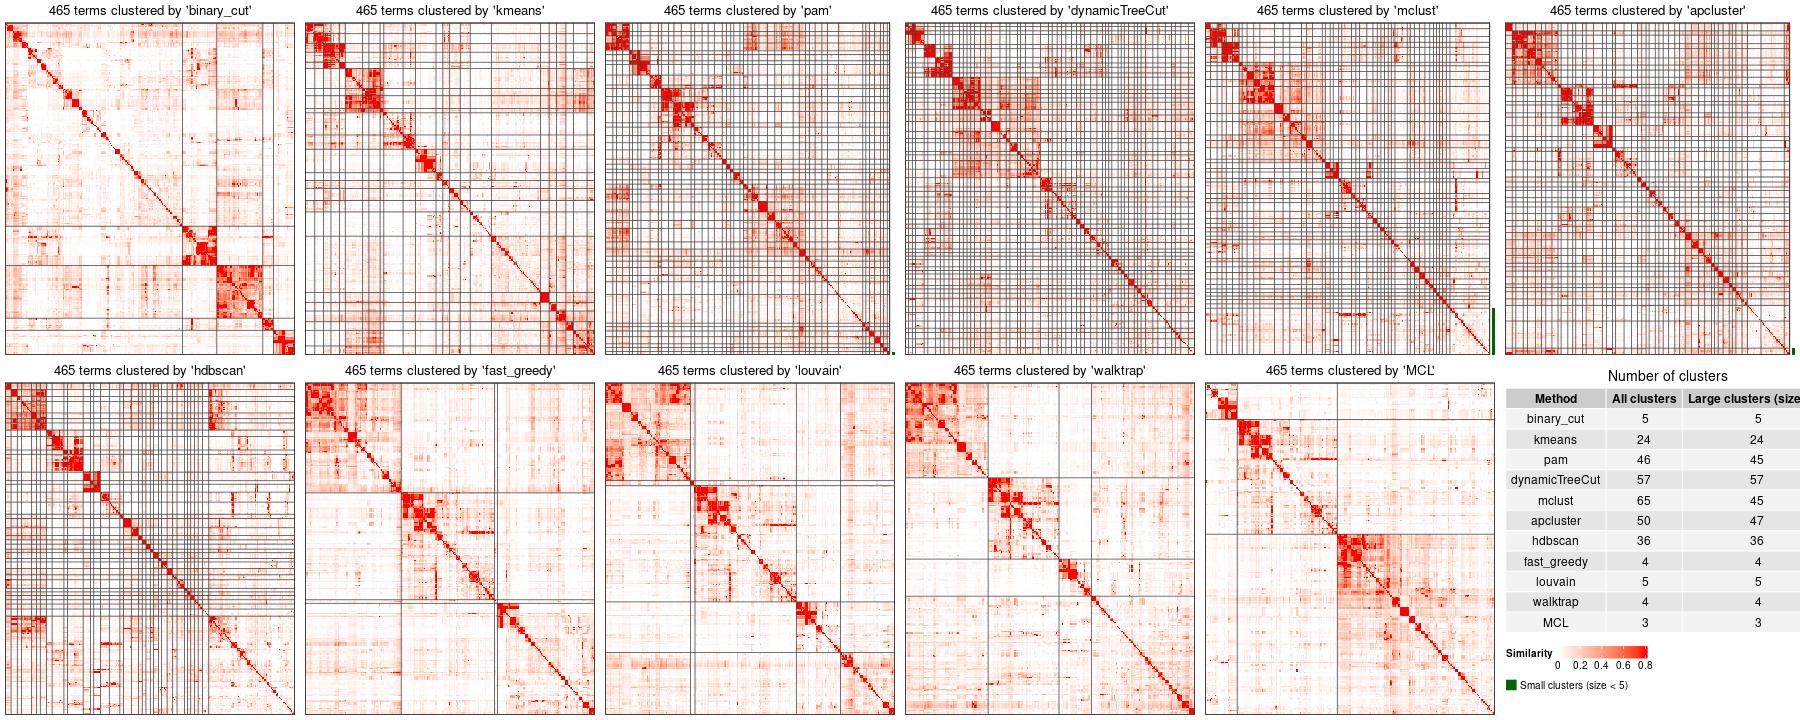 465 terms clustered by 'binary_cut'
465 terms clustered by 'kmeans'
465 terms clustered by 'pam'
465 terms clustered by 'dynamicTreeCut'
465 terms clustered by 'mclust'
465 terms clustered by 'apcluster'
465 terms clustered by 'hdbscan'
465 terms clustered by 'fast_greedy'
465 terms clustered by 'louvain'
465 terms clustered by 'walktrap'
465 terms clustered by 'MCL'
Number of clusters
Method All clusters Large clusters (size
binary_cut 5 5
kmeans 24 24
pam 46 45
dynamicTreeCut 57 57
mclust 65 45
apcluster 50 47
hdbscan 36 36
fast_greedy 4 4
louvain 5 5
walktrap 4 4
MCL 3 3
Similarity
0 0.2 0.4 0.6 0.8
Small clusters (size < 5)